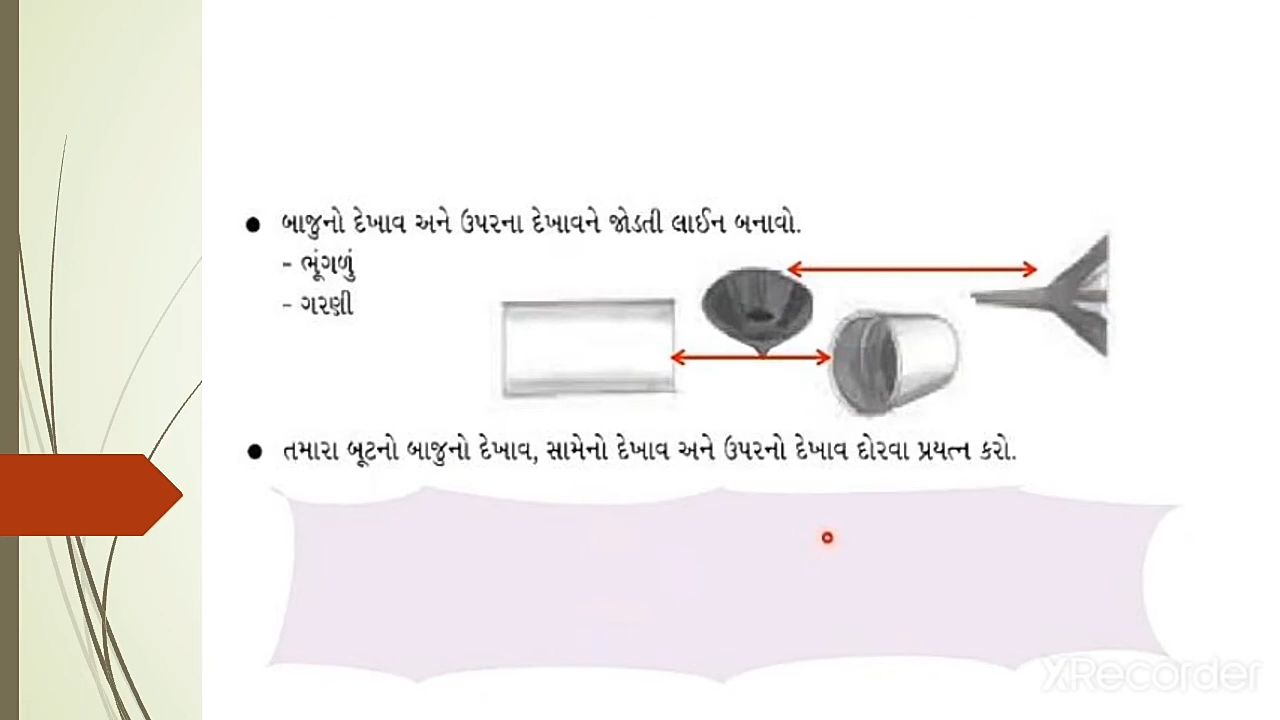 ● બાજુનો દેખાવ અને ઉપરના દેખાવને જોડતી લાઈન બનાવો.
- ભૂંગળું
- ગરણી
● તમારા બૂટનો બાજુનો દેખાવ, સામેનો દેખાવ અને ઉપરનો દેખાવ દોરવા પ્રયત્ન કરો.
XRecorder